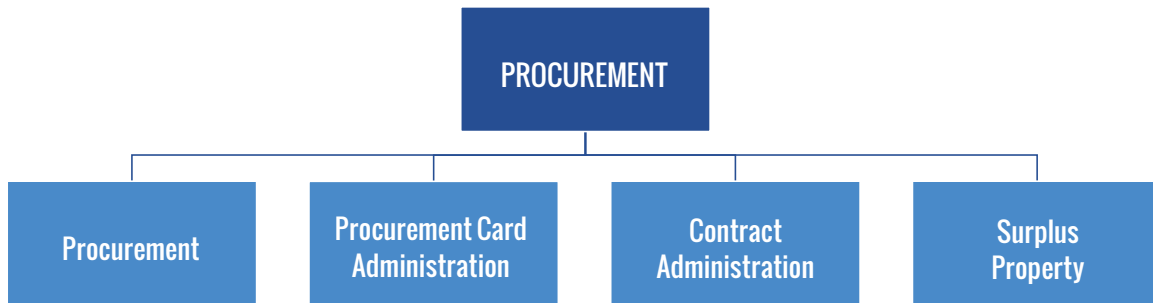 PROCUREMENT
Procurement
Procurement Card
Administration
Contract
Administration
Surplus
Property